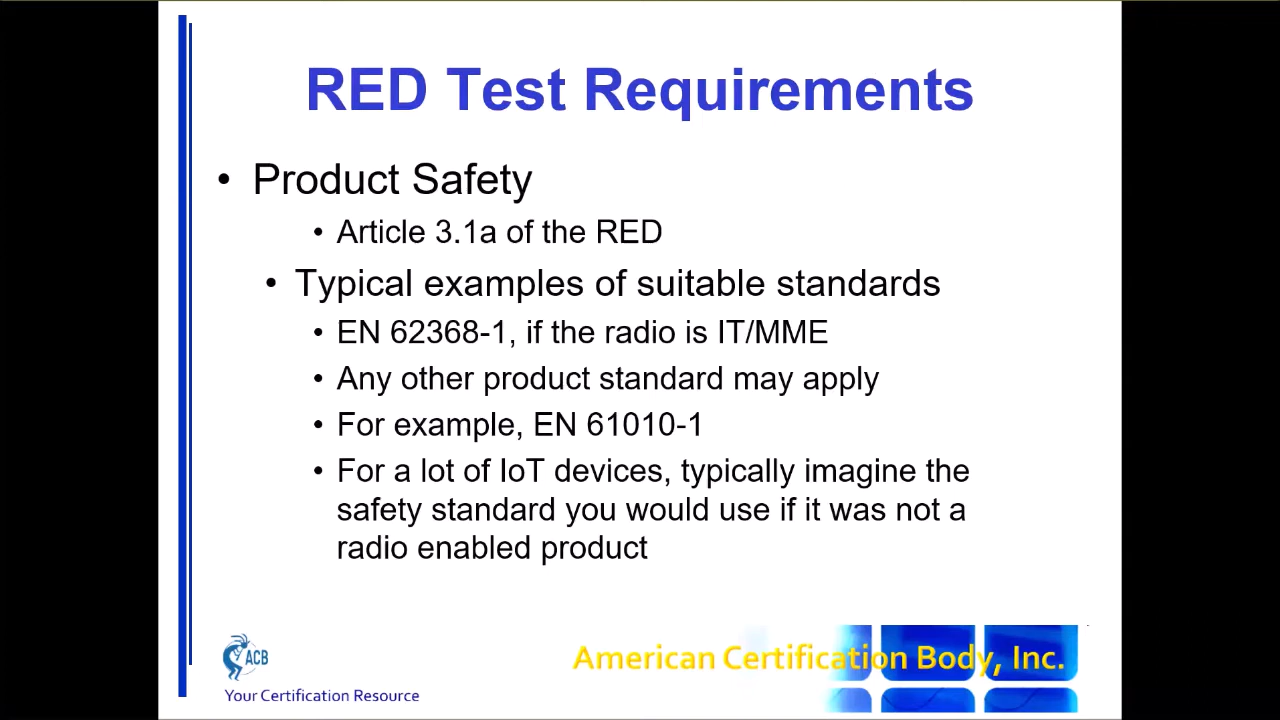 RED Test Requirements
• Product Safety
• Article 3.1a of the RED
• Typical examples of suitable standards
• EN 62368-1, if the radio is IT/MME
• Any other product standard may apply
• For example, EN 61010-1
• For a lot of IoT devices, typically imagine the
safety standard you would use if it was not a
radio enabled product
ACB
American Certification Body, Inc.
Your Certification Resource